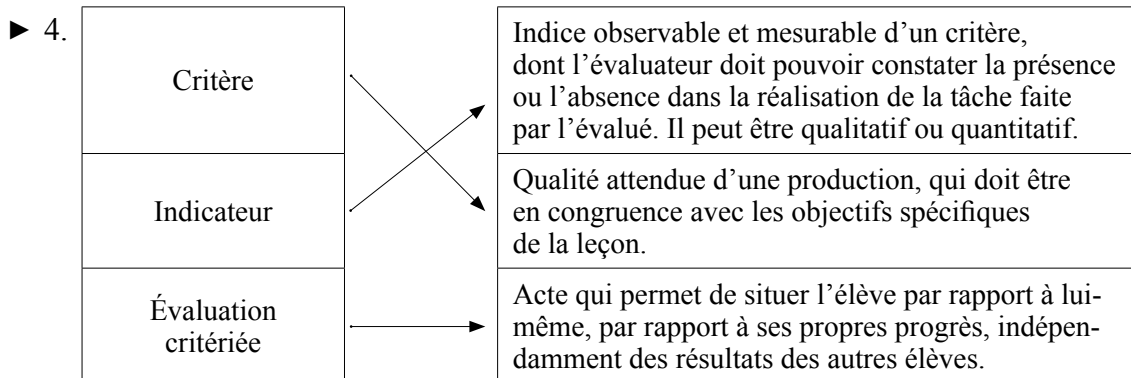 ► 4.
Critère
Indice observable et mesurable d’un critère,
dont l’évaluateur doit pouvoir constater la présence
ou l’absence dans la réalisation de la tâche faite
par l’évalué. Il peut être qualitatif ou quantitatif.
Indicateur
Qualité attendue d’une production, qui doit être
en congruence avec les objectifs spécifiques
de la leçon.
Évaluation
critériée
Acte qui permet de situer l’élève par rapport à lui-
même, par rapport à ses propres progrès, indépen-
damment des résultats des autres élèves.